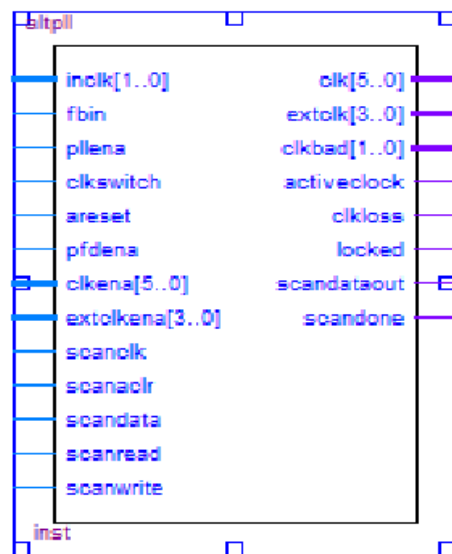 altpll
inclk[1..0] clk[5..0]
fbin extclk[3..0]
pllena clkbad[1..0]
clkswitch activeclock
areset clkloss
pfdena locked
clkena[5..0] scandataout
extclkena[3..0] scandone
scanclk
scanaclr
scandata
scanread
scanwrite
inst